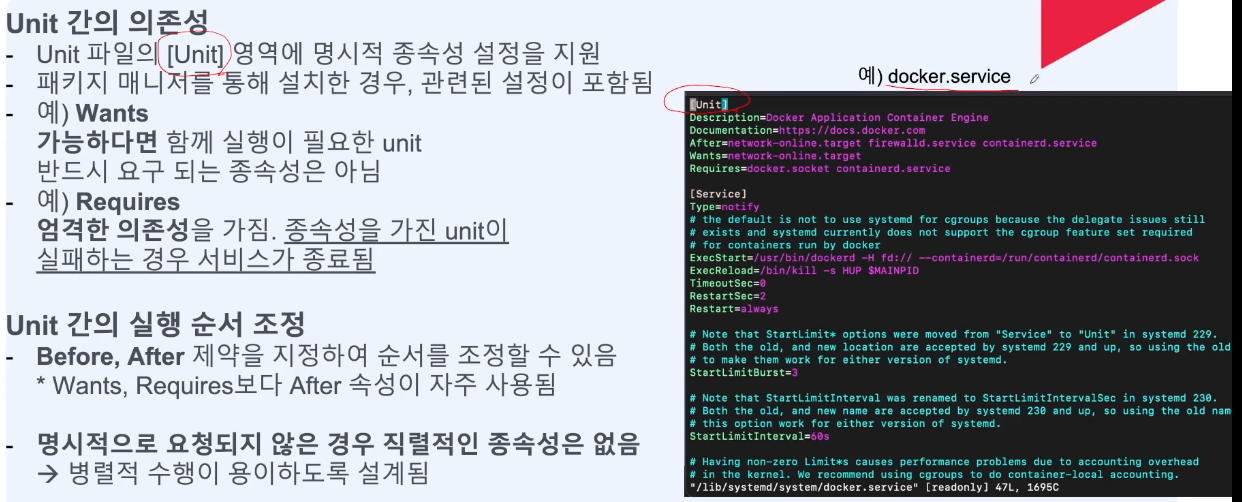 Unit 간의 의존성
- Unit 파일의 [Unit] 영역에 명시적 종속성 설정을 지원
- 패키지 매니저를 통해 설치한 경우, 관련된 설정이 포함됨
- 예) Wants
가능하다면 함께 실행이 필요한 unit
반드시 요구 되는 종속성은 아님
- 예) Requires
엄격한 의존성을 가짐. 종속성을 가진 unit이
실패하는 경우 서비스가 종료됨
Unit 간의 실행 순서 조정
- Before, After 제약을 지정하여 순서를 조정할 수 있음
* Wants, Requires보다 After 속성이 자주 사용됨
- 명시적으로 요청되지 않은 경우 직렬적인 종속성은 없음
→ 병렬적 수행이 용이하도록 설계됨
예) docker.service
[Unit]
Description=Docker Application Container Engine
Documentation=https://docs.docker.com
After=network-online.target firewalld.service containerd.service
Wants=network-online.target
Requires=docker.socket containerd.service
[Service]
Type=notify
# the default is not to use systemd for cgroups because the delegate issues still
# exists and systemd currently does not support the cgroup feature set required
# for containers run by docker
ExecStart=/usr/bin/dockerd -H fd:// --containerd=/run/containerd/containerd.sock
ExecReload=/bin/kill -s HUP $MAINPID
TimeoutSec=0
RestartSec=2
Restart=always
# Note that StartLimit* options were moved from "Service" to "Unit" in systemd 229.
# Both the old, and new location are accepted by systemd 229 and up, so using the old
# to make them work for either version of systemd.
StartLimitBurst=3
# Note that StartLimitInterval was renamed to StartLimitIntervalSec in systemd 230.
# Both the old, and new name are accepted by systemd 230 and up, so using the old nam
# this option work for either version of systemd.
StartLimitInterval=60s
# Having non-zero Limit*s causes performance problems due to accounting overhead
# in the kernel. We recommend using cgroups to do container-local accounting.
"/lib/systemd/system/docker.service" [readonly] 47L, 1695C